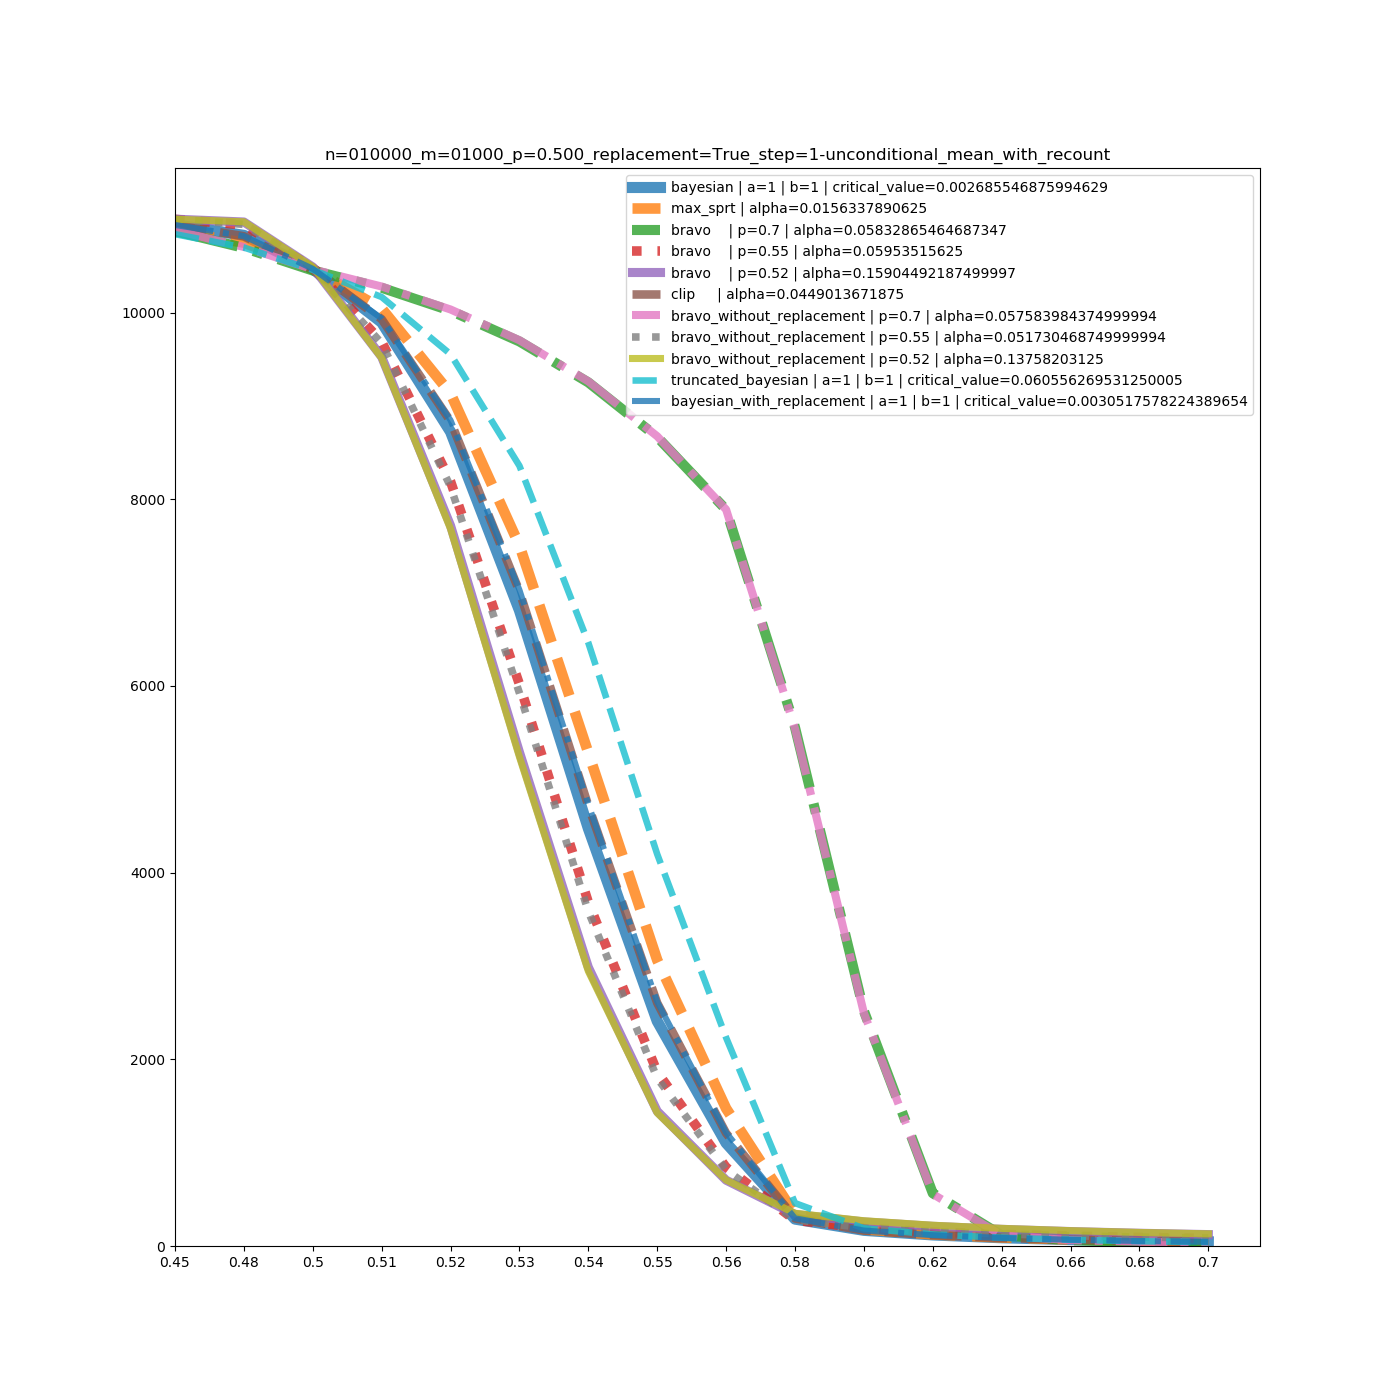 n=010000_m=01000_p=0.500_replacement=True_step=1-unconditional_mean_with_recount
bayesian | a=1 | b=1 | critical_value=0.002685546875994629
max_sprt | alpha=0.0156337890625
bravo | p=0.7 | alpha=0.05832865464687347
bravo | p=0.55 | alpha=0.05953515625
bravo | p=0.52 | alpha=0.15904492187499997
clip | alpha=0.0449013671875
bravo_without_replacement | p=0.7 | alpha=0.057583984374999994
bravo_without_replacement | p=0.55 | alpha=0.051730468749999994
bravo_without_replacement | p=0.52 | alpha=0.13758203125
truncated_bayesian | a=1 | b=1 | critical_value=0.060556269531250005
bayesian_with_replacement | a=1 | b=1 | critical_value=0.0030517578224389654
10000
8000
6000
4000
2000
0
0.45 0.48 0.5 0.51 0.52 0.53 0.54 0.55 0.56 0.58 0.6 0.62 0.64 0.66 0.68 0.7